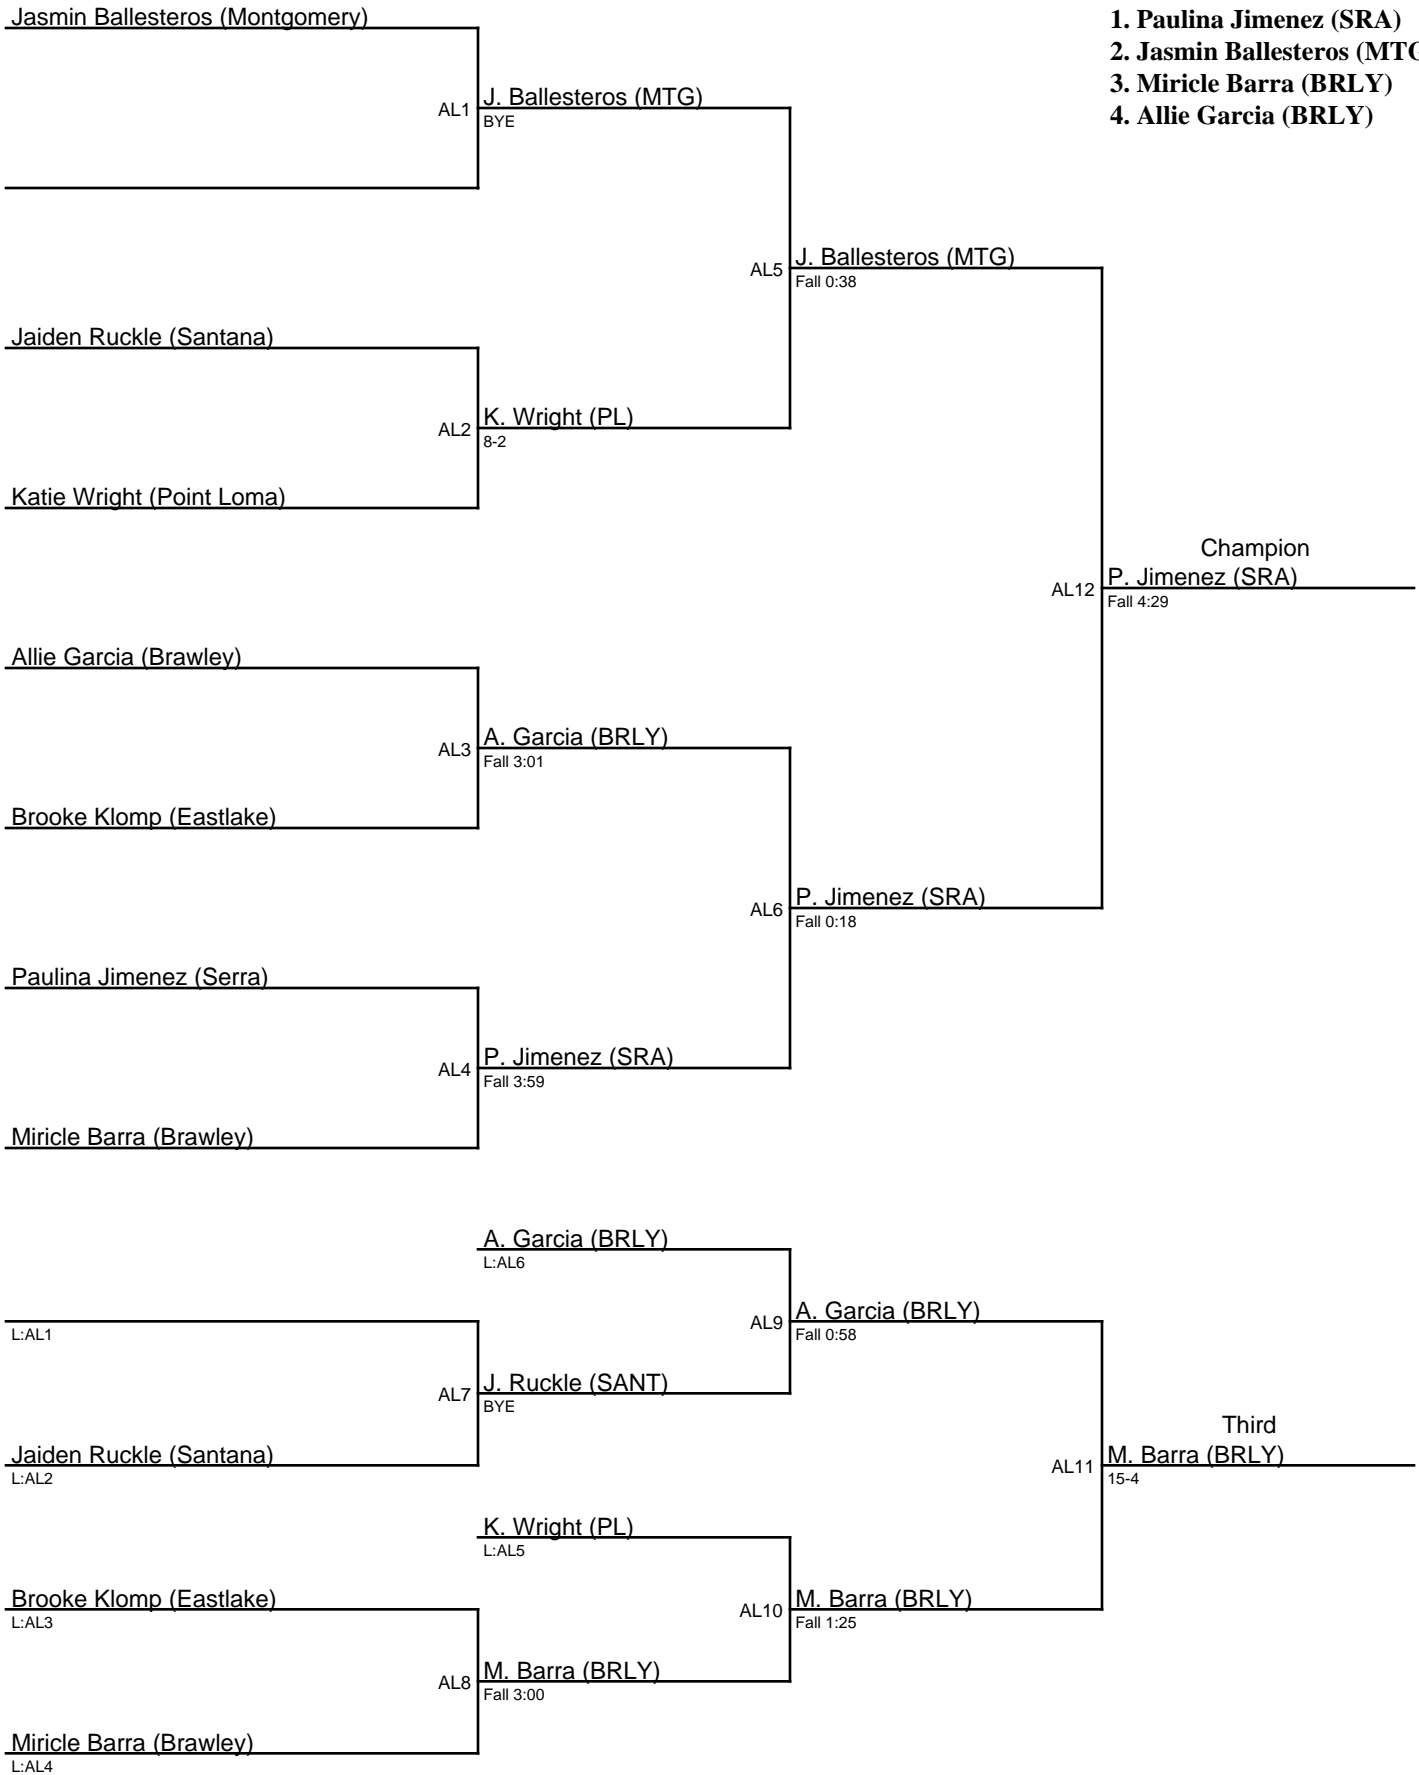 Jasmin Ballesteros (Montgomery)
1. Paulina Jimenez (SRA)
2. Jasmin Ballesteros (MTG
3. Miricle Barra (BRLY)
4. Allie Garcia (BRLY)
AL1
J. Ballesteros (MTG)
BYE
AL5
J. Ballesteros (MTG)
Fall 0:38
Jaiden Ruckle (Santana)
AL2
K. Wright (PL)
8-2
Katie Wright (Point Loma)
Champion
AL12
P. Jimenez (SRA)
Fall 4:29
Allie Garcia (Brawley)
AL3
A. Garcia (BRLY)
Fall 3:01
Brooke Klomp (Eastlake)
AL6
P. Jimenez (SRA)
Fall 0:18
Paulina Jimenez (Serra)
AL4
P. Jimenez (SRA)
Fall 3:59
Miricle Barra (Brawley)
A. Garcia (BRLY)
L:AL6
L:AL1
AL9
A. Garcia (BRLY)
Fall 0:58
AL7
J. Ruckle (SANT)
BYE
Jaiden Ruckle (Santana)
L:AL2
Third
AL11
M. Barra (BRLY)
15-4
K. Wright (PL)
L:AL5
Brooke Klomp (Eastlake)
L:AL3
AL10
M. Barra (BRLY)
Fall 1:25
AL8
M. Barra (BRLY)
Fall 3:00
Miricle Barra (Brawley)
L:AL4